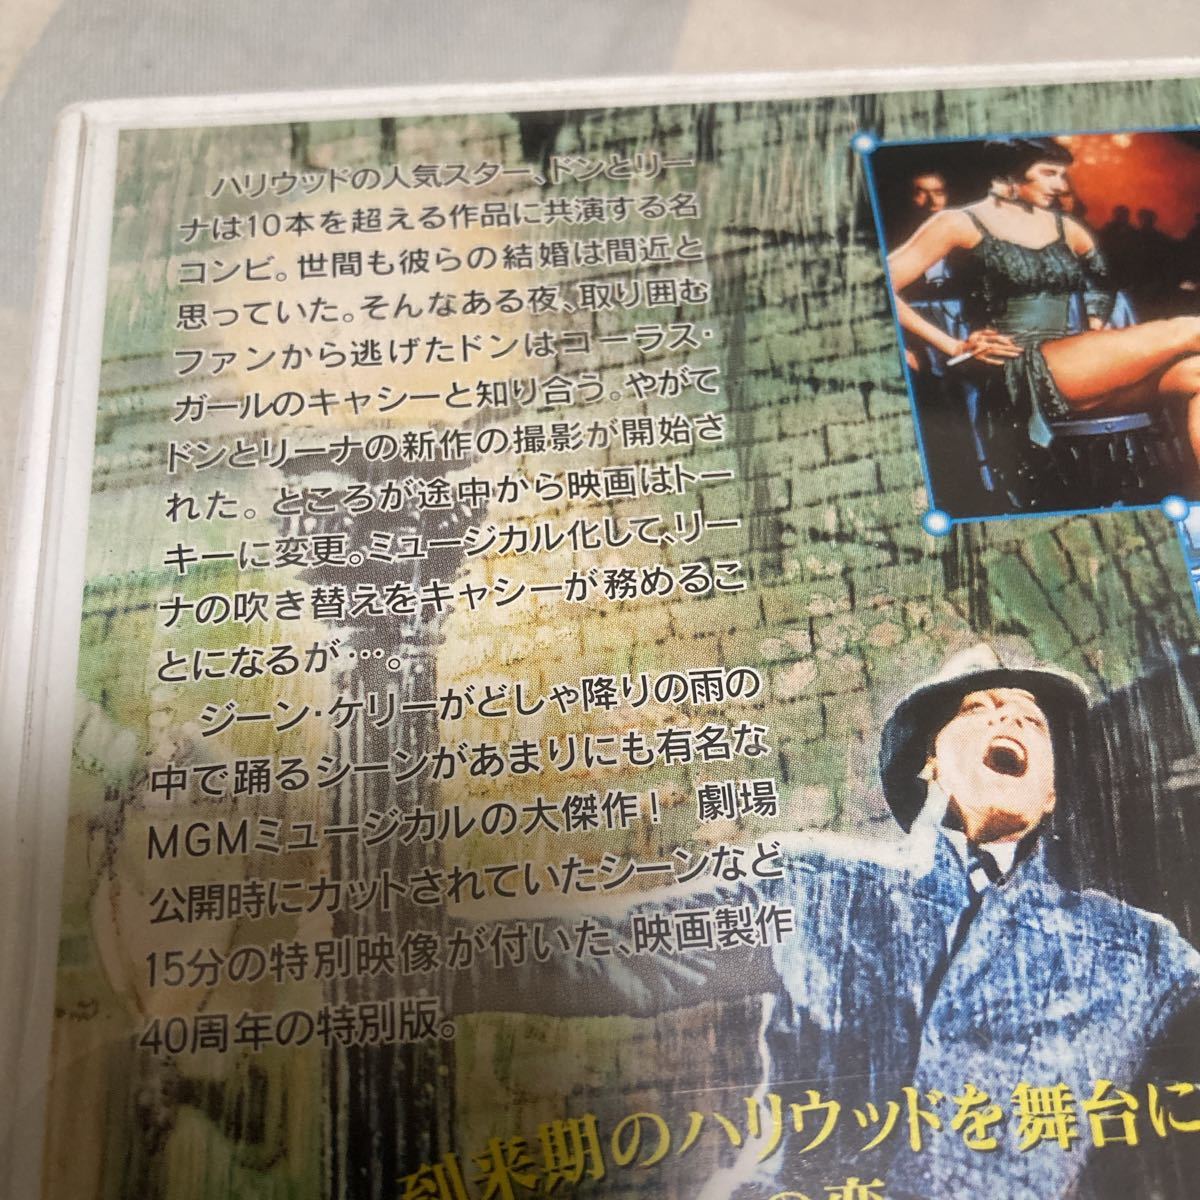 ハリウッドの人気スター、ドンとリー
ナは10本を超える作品に共演する名
コンビ。世間も彼らの結婚は間近と
思っていた。そんなある夜、取り囲む
ファンから逃げたドンはコーラス・
ガールのキャシーと知り合う。やがて
ドンとリーナの新作の撮影が開始さ
れた。ところが途中から映画はトー
キーに変更。ミュージカル化して、リー
ナの吹き替えをキャシーが務めるこ
とになるが…。
ジーン・ケリーがどしゃ降りの雨の
中で踊るシーンがあまりにも有名な
MGMミュージカルの大傑作！ 劇場
公開時にカットされていたシーンなど
15分の特別映像が付いた、映画製作
40周年の特別版。
到来期のハリウッドを舞台に
の恋